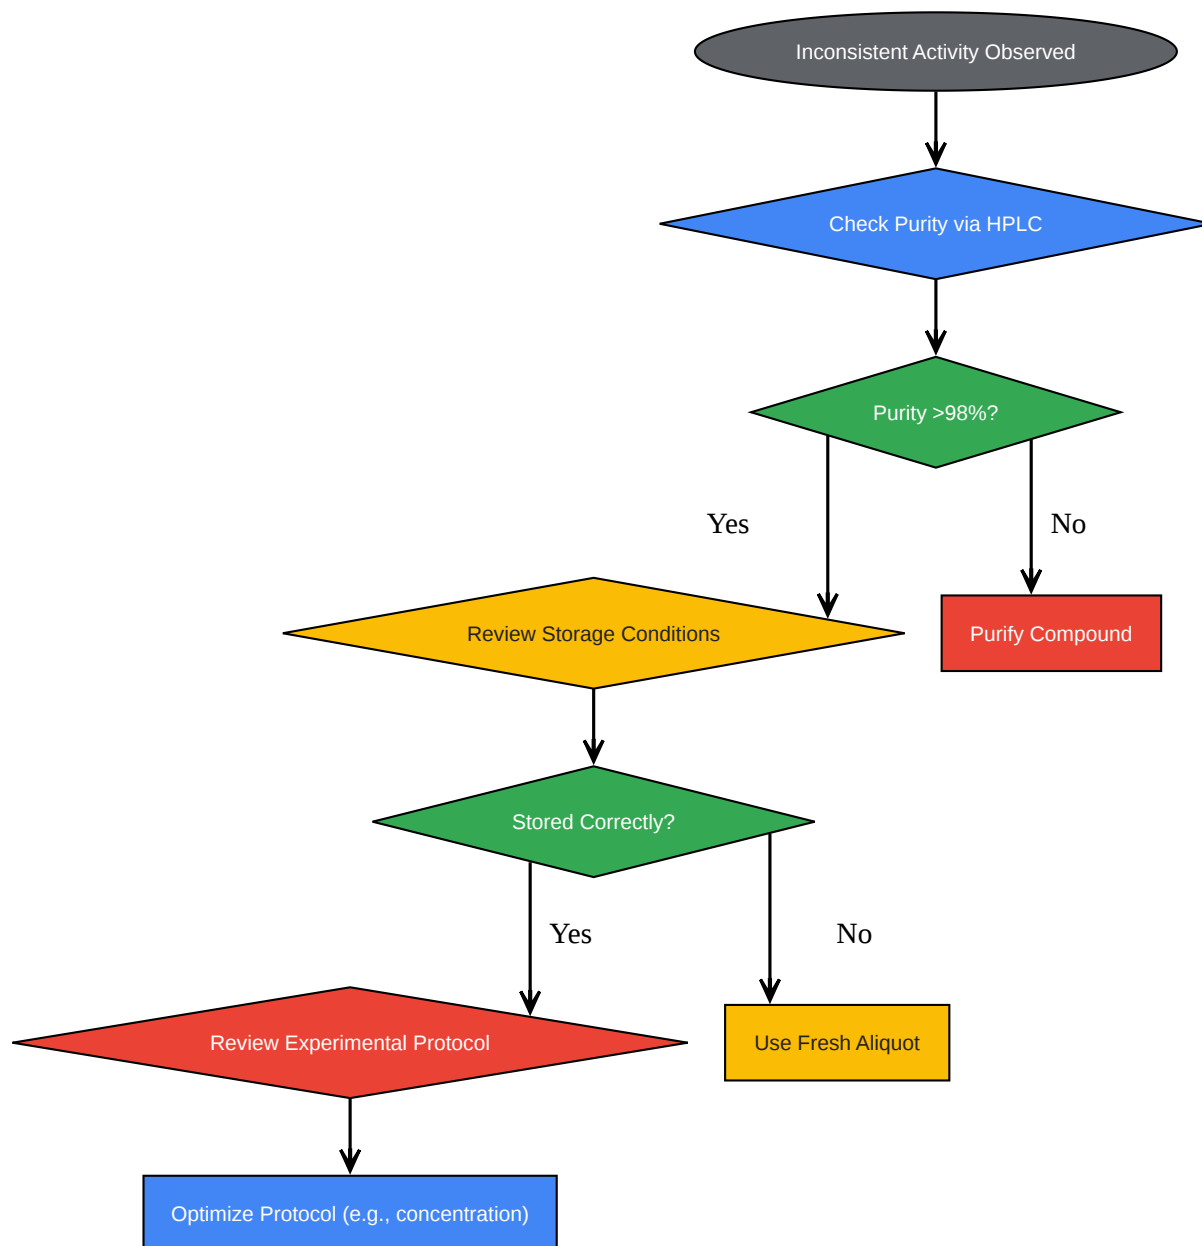 Inconsistent Activity Observed
Check Purity via HPLC
Purity >98%?
Yes
No
Review Storage Conditions
Purify Compound
Stored Correctly?
Yes
No
Review Experimental Protocol
Use Fresh Aliquot
Optimize Protocol (e.g., concentration)